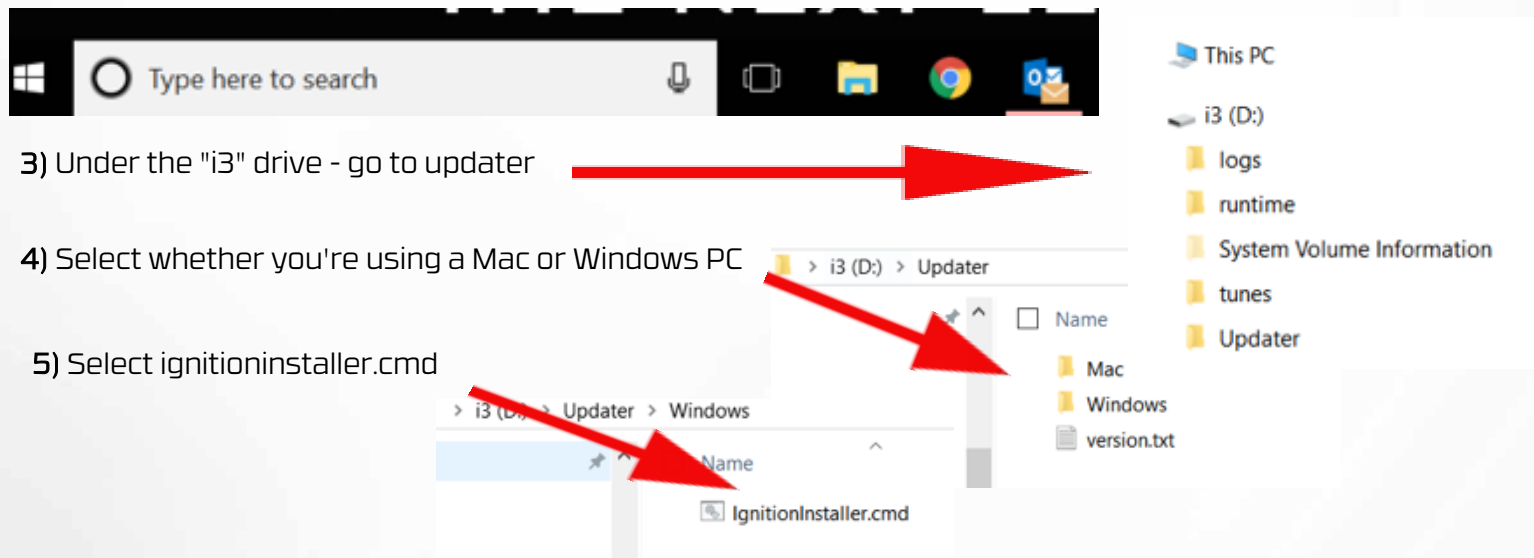 Type here to search
This PC
i3 (D:)
logs
runtime
System Volume Information
tunes
Updater
3) Under the "i3" drive - go to updater
4) Select whether you're using a Mac or Windows PC
> i3 (D:) > Updater
Name
Mac
Windows
version.txt
5) Select ignitioninstaller.cmd
> i3 (D:) > Updater > Windows
Name
IgnitionInstaller.cmd